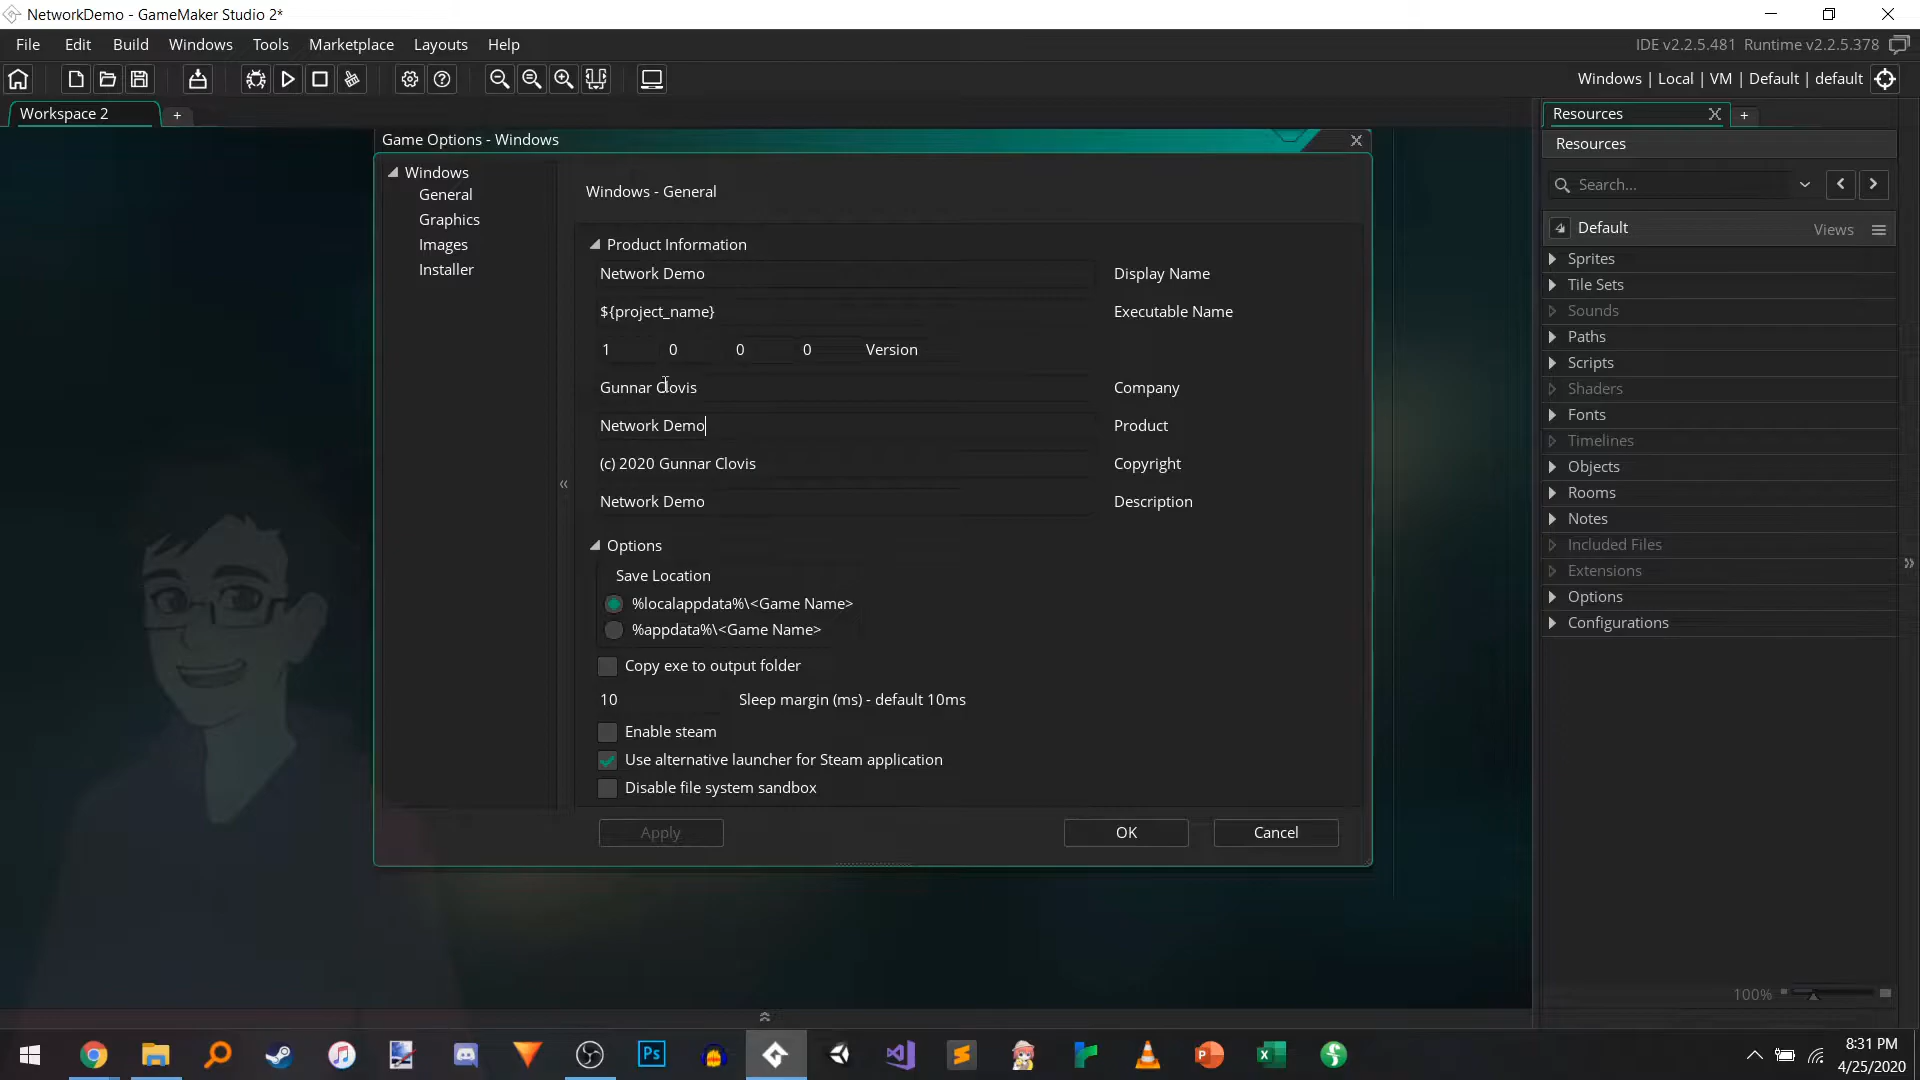 NetworkDemo - GameMaker Studio 2*
File Edit Build Windows Tools Marketplace Layouts Help
IDE v2.2.5.481 Runtime v2.2.5.378
Windows | Local | VM | Default | default
Workspace 2
+
Game Options - Windows
Windows
General
Graphics
Images
Installer
Windows - General
Product Information
Network Demo Display Name
${project_name} Executable Name
1 0 0 0 Version
Gunnar Clovis Company
Network Demo Product
(c) 2020 Gunnar Clovis Copyright
Network Demo Description
Options
Save Location
%localappdata%\<Game Name>
%appdata%\<Game Name>
Copy exe to output folder
10 Sleep margin (ms) - default 10ms
Enable steam
Use alternative launcher for Steam application
Disable file system sandbox
Apply OK Cancel
Resources X +
Resources
Search...
Default Views
Sprites
Tile Sets
Sounds
Paths
Scripts
Shaders
Fonts
Timelines
Objects
Rooms
Notes
Included Files
Extensions
Options
Configurations
100%
Ps
8:31 PM
4/25/2020